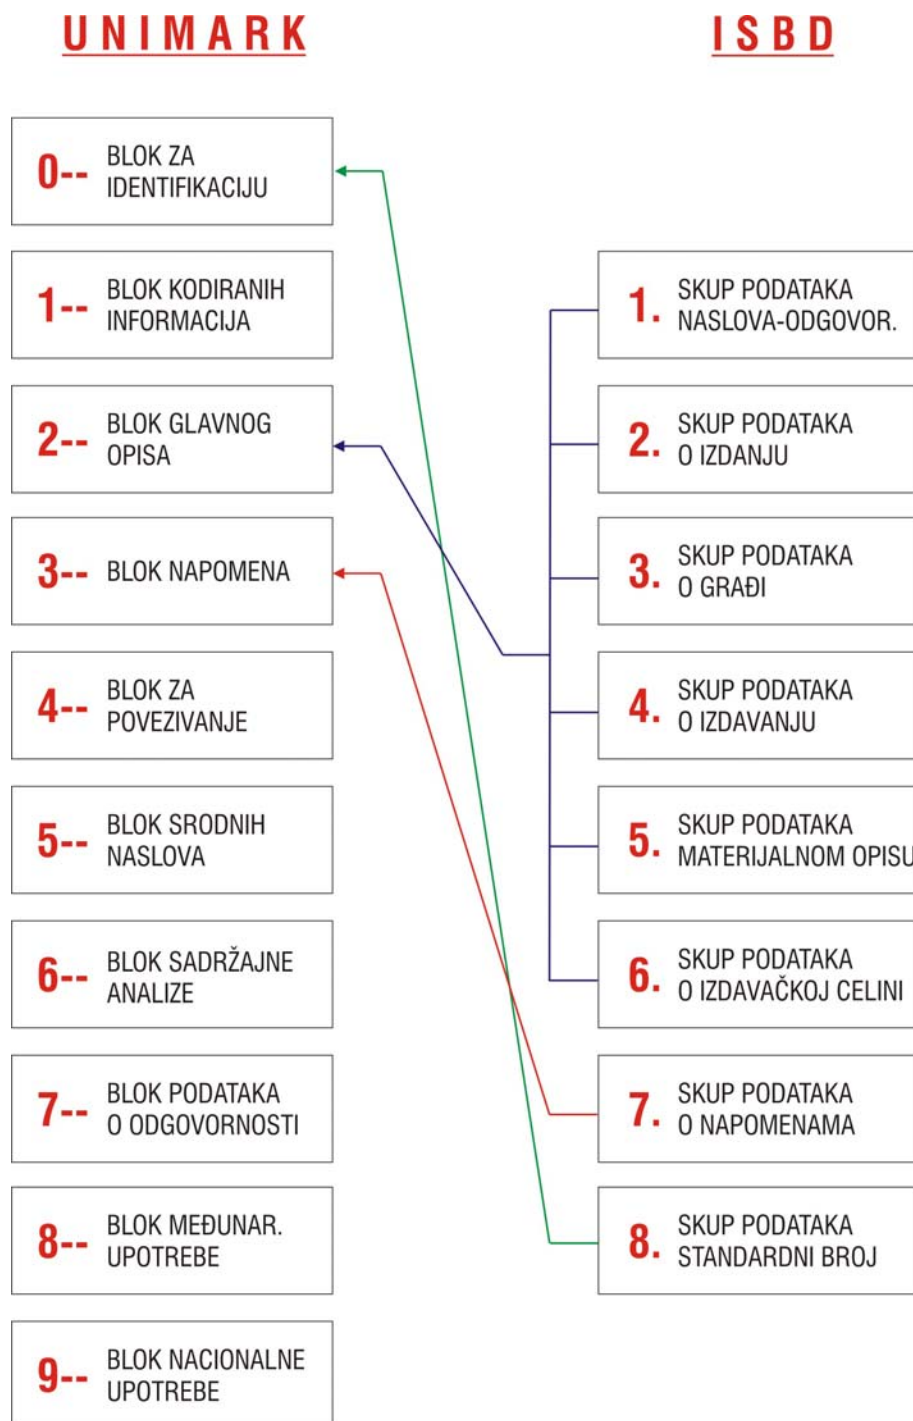 UNIMARK
0-- BLOK ZA
IDENTIFIKACIJU
1-- BLOK KODIRANIH
INFORMACIJA
2-- BLOK GLAVNOG
OPISA
3-- BLOK NAPOMENA
4-- BLOK ZA
POVEZIVANJE
5-- BLOK SRODNIH
NASLOVA
6-- BLOK SADRŽAJNE
ANALIZE
7-- BLOK PODATAKA
O ODGOVORNOSTI
8-- BLOK MEĐUNAR.
UPOTREBE
9-- BLOK NACIONALNE
UPOTREBE
ISBD
1. SKUP PODATAKA
NASLOVA-ODGOVOR.
2. SKUP PODATAKA
O IZDANJU
3. SKUP PODATAKA
O GRAĐI
4. SKUP PODATAKA
O IZDAVANJU
5. SKUP PODATAKA
MATERIJALNOM OPISU
6. SKUP PODATAKA
O IZDAVAČKOJ CELINI
7. SKUP PODATAKA
O NAPOMENAMA
8. SKUP PODATAKA
STANDARDNI BROJ